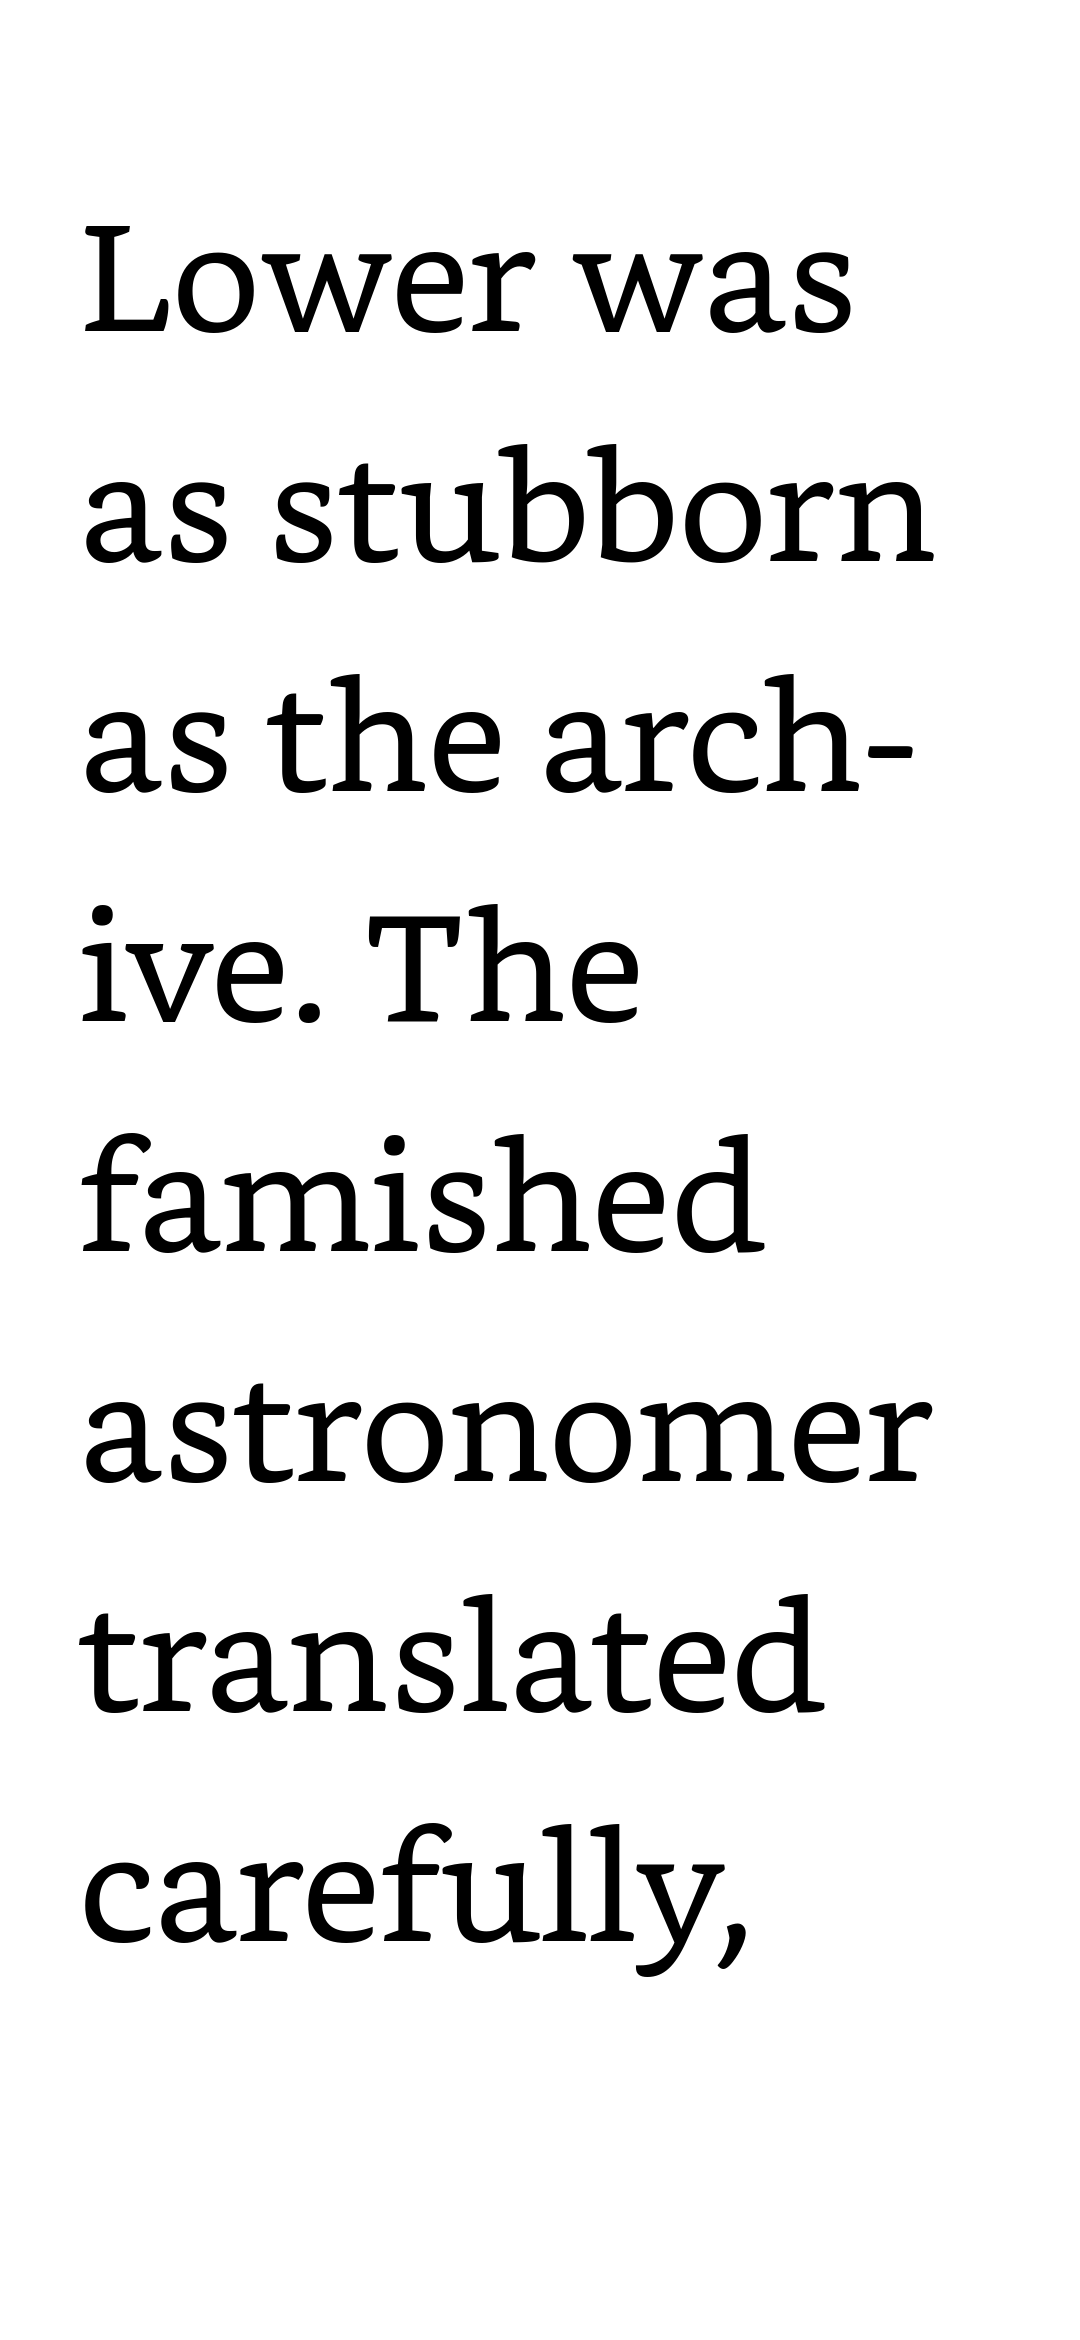 Lower was
as stubborn
as the arch-
ive. The
famished
astronomer
translated
carefully,